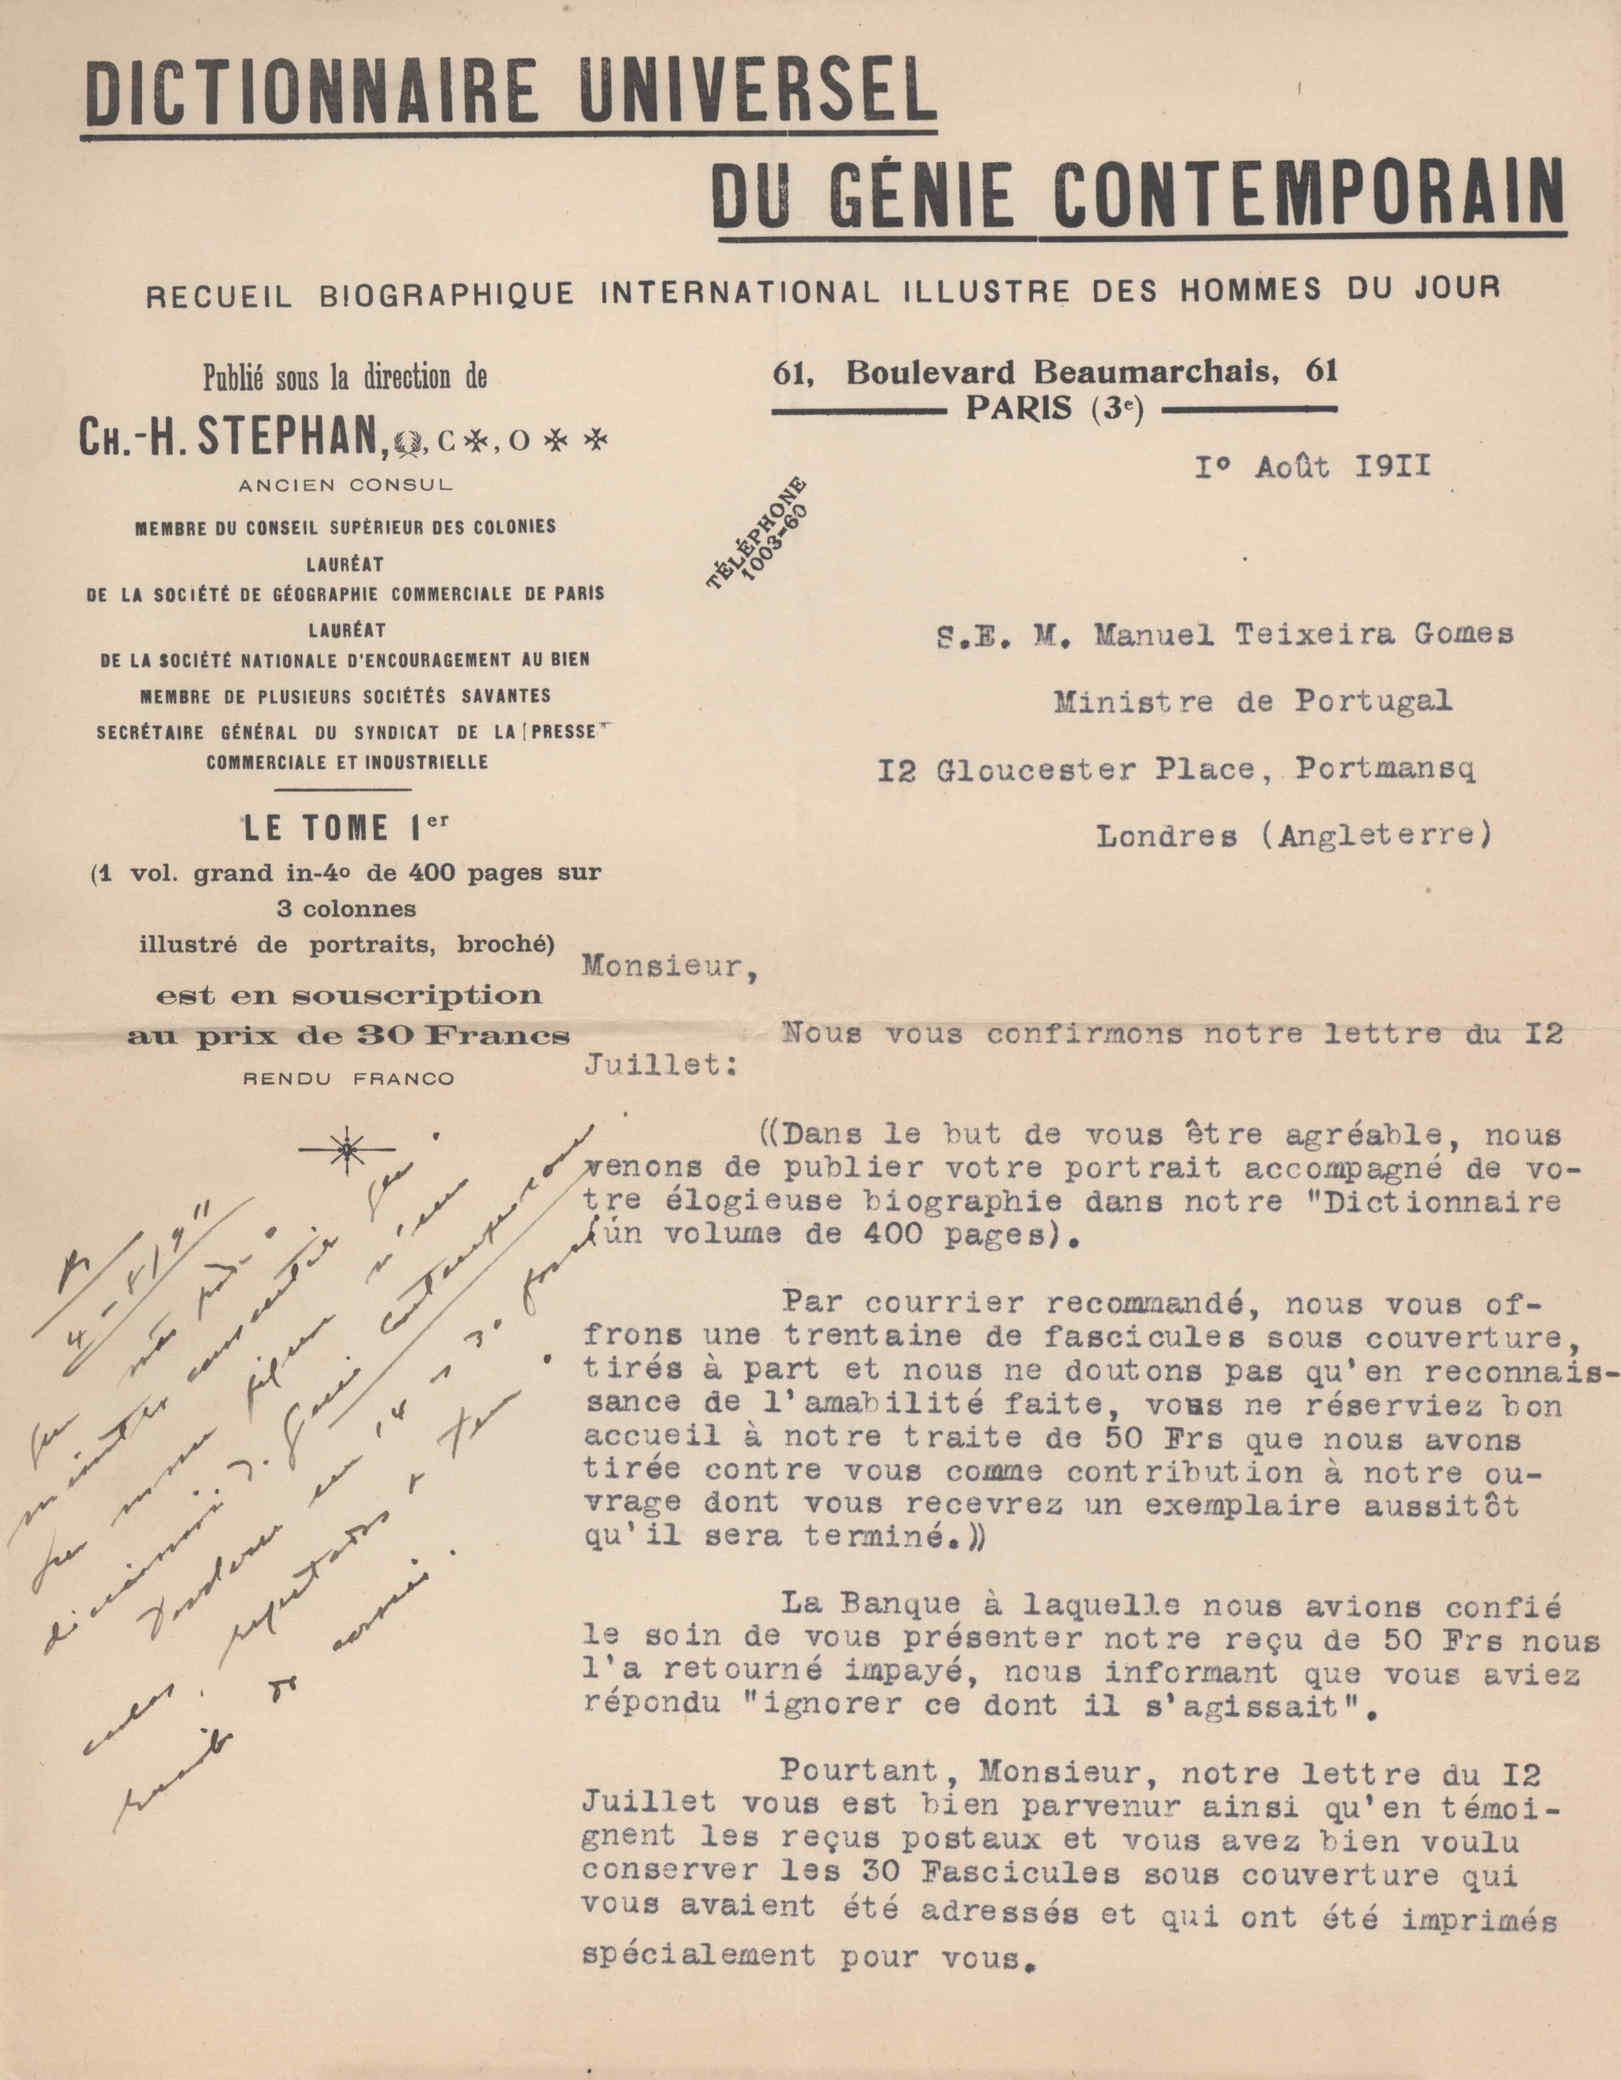 DICTIONNAIRE UNIVERSEL
DU GÉNIE CONTEMPORAIN
RECUEIL BIOGRAPHIQUE INTERNATIONAL ILLUSTRE DES HOMMES DU JOUR
Publié sous la direction de
CH.-H. STEPHAN, , C ✠, O ✠ ✠
ANCIEN CONSUL
MEMBRE DU CONSEIL SUPÉRIEUR DES COLONIES
LAURÉAT
DE LA SOCIÉTÉ DE GÉOGRAPHIE COMMERCIALE DE PARIS
LAURÉAT
DE LA SOCIÉTÉ NATIONALE D'ENCOURAGEMENT AU BIEN
MEMBRE DE PLUSIEURS SOCIÉTÉS SAVANTES
SECRÉTAIRE GÉNÉRAL DU SYNDICAT DE LA PRESSE
COMMERCIALE ET INDUSTRIELLE
LE TOME 1er
(1 vol. grand in-4o de 400 pages sur
3 colonnes
illustré de portraits, broché)
est en souscription
au prix de 30 Francs
RENDU FRANCO
61, Boulevard Beaumarchais, 61
PARIS (3e)
TÉLÉPHONE
1003-60
I° Août I9II
S.E. M. Manuel Teixeira Gomes
Ministre de Portugal
I2 Gloucester Place, Portmansq
Londres (Angleterre)
Monsieur,
Nous vous confirmons notre lettre du I2
Juillet:
((Dans le but de vous être agréable, nous
venons de publier votre portrait accompagné de vo-
tre élogieuse biographie dans notre "Dictionnaire
(un volume de 400 pages).
Par courrier recommandé, nous vous of-
frons une trentaine de fascicules sous couverture,
tirés à part et nous ne doutons pas qu'en reconnais-
sance de l'amabilité faite, vous ne réserviez bon
accueil à notre traite de 50 Frs que nous avons
tirée contre vous comme contribution à notre ou-
vrage dont vous recevrez un exemplaire aussitôt
qu'il sera terminé.))
La Banque à laquelle nous avions confié
le soin de vous présenter notre reçu de 50 Frs nous
l'a retourné impayé, nous informant que vous aviez
répondu "ignorer ce dont il s'agissait".
Pourtant, Monsieur, notre lettre du I2
Juillet vous est bien parvenur ainsi qu'en témoi-
gnent les reçus postaux et vous avez bien voulu
conserver les 30 Fascicules sous couverture qui
vous avaient été adressés et qui ont été imprimés
spécialement pour vous.